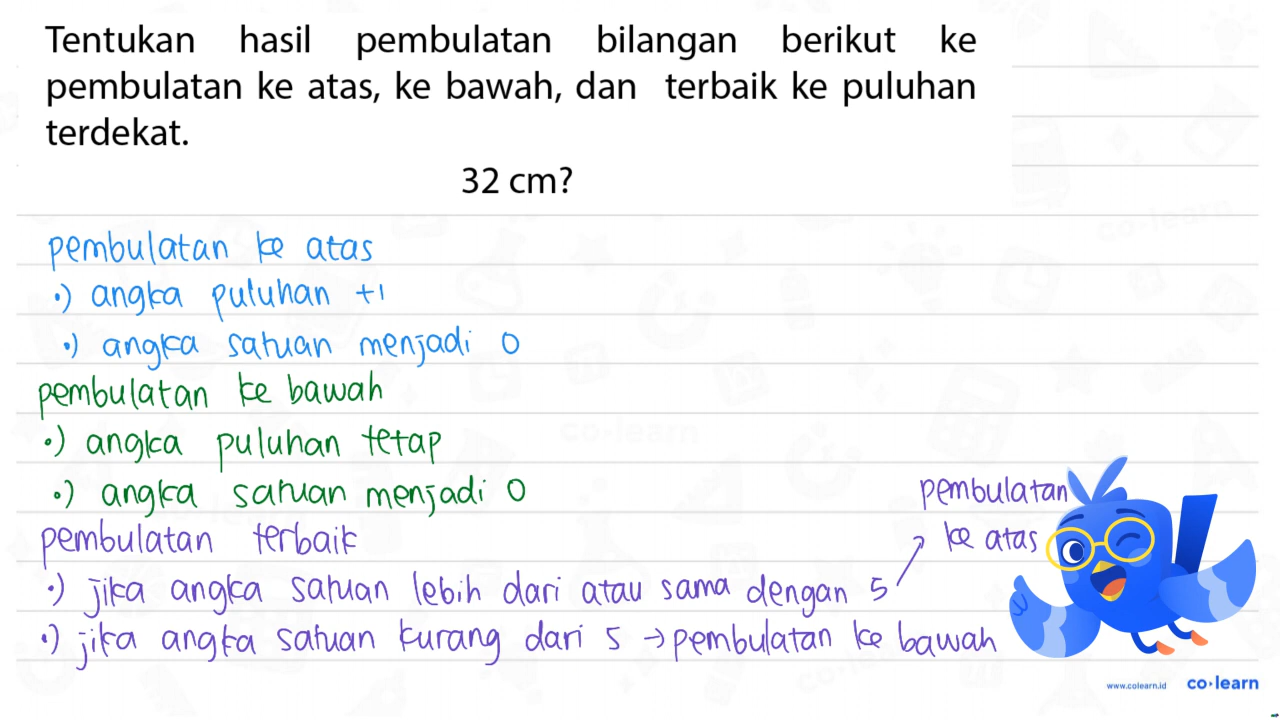 Tentukan hasil pembulatan bilangan berikut ke
pembulatan ke atas, ke bawah, dan terbaik ke puluhan
terdekat.
32 cm?
pembulatan ke atas
•) angka puluhan +1
•) angka satuan menjadi 0
pembulatan ke bawah
•) angka puluhan tetap
•) angka satuan menjadi 0
pembulatan terbaik
•) jika angka satuan lebih dari atau sama dengan 5 ↗ pembulatan
ke atas
•) jika angka satuan kurang dari 5 → pembulatan ke bawah
www.colearn.id co·learn